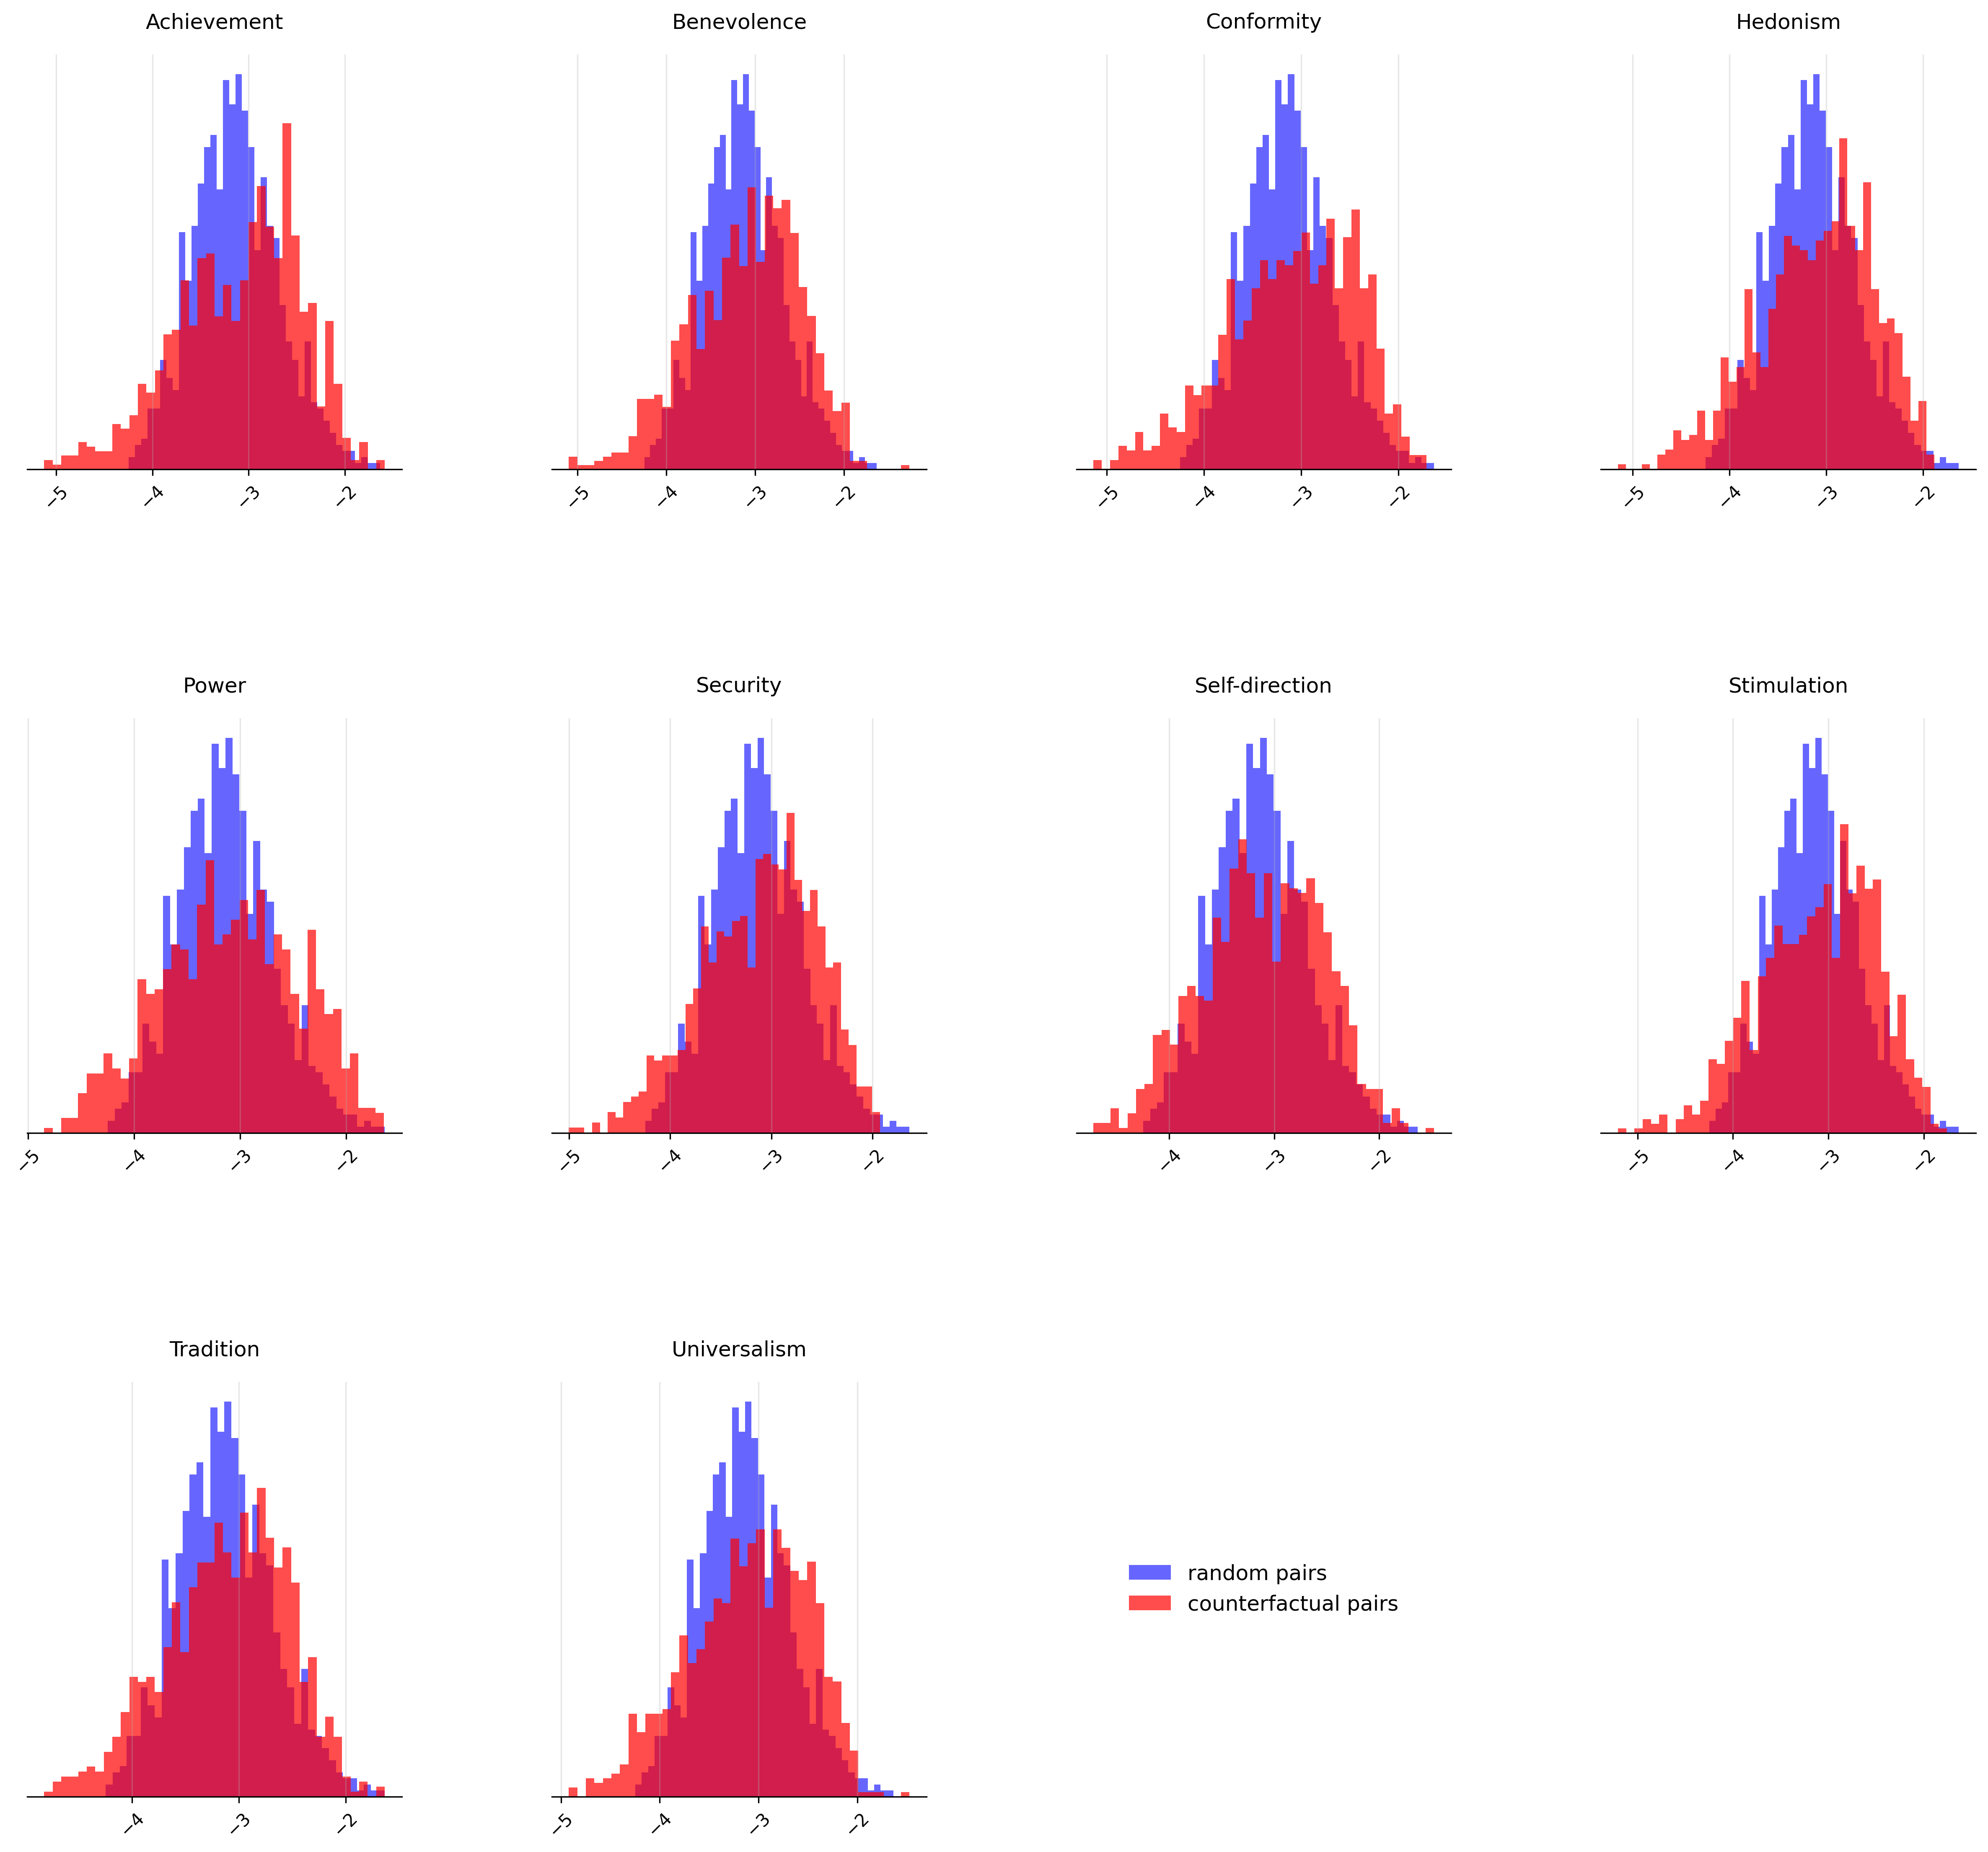 Achievement
Benevolence
Conformity
Hedonism
−5 −4 −3 −2
−5 −4 −3 −2
−5 −4 −3 −2
−5 −4 −3 −2
Power
Security
Self-direction
Stimulation
−5 −4 −3 −2
−5 −4 −3 −2
−4 −3 −2
−5 −4 −3 −2
Tradition
Universalism
random pairs
counterfactual pairs
−4 −3 −2
−5 −4 −3 −2